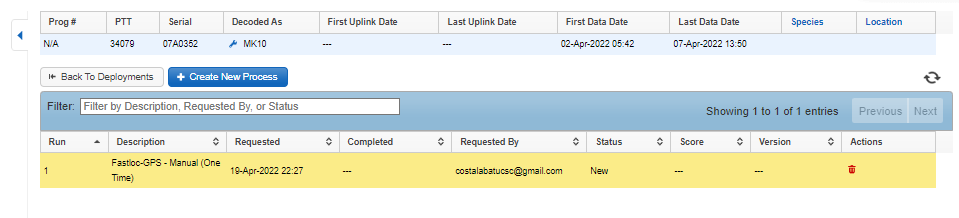 Prog # PTT Serial Decoded As First Uplink Date Last Uplink Date First Data Date Last Data Date Species Location
N/A 34079 07A0352 MK10 --- --- 02-Apr-2022 05:42 07-Apr-2022 13:50
Back To Deployments + Create New Process
Filter: Filter by Description, Requested By, or Status Showing 1 to 1 of 1 entries Previous Next
Run Description Requested Completed Requested By Status Score Version Actions
Fastloc-GPS - Manual (One
1 19-Apr-2022 22:27 --- costalabatucsc@gmail.com New --- ---
Time)